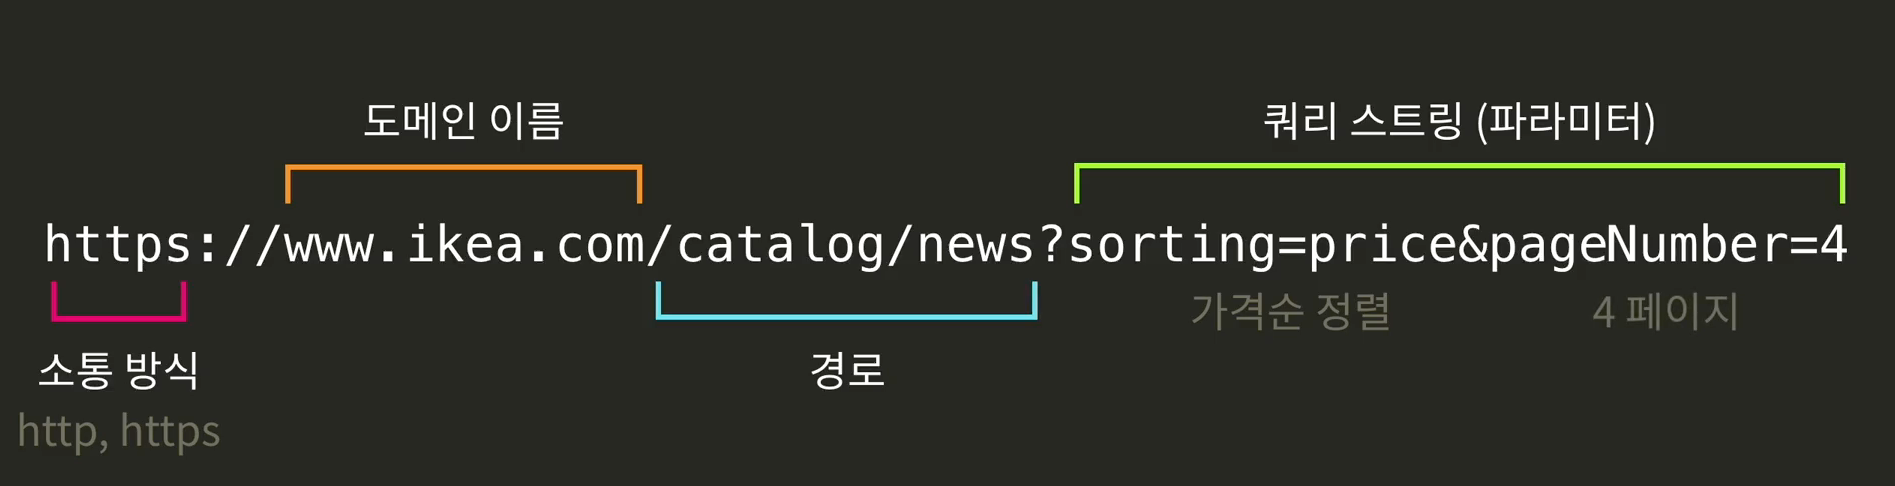 도메인 이름
쿼리 스트링 (파라미터)
https://www.ikea.com/catalog/news?sorting=price&pageNumber=4
가격순 정렬
4 페이지
소통 방식
경로
http, https